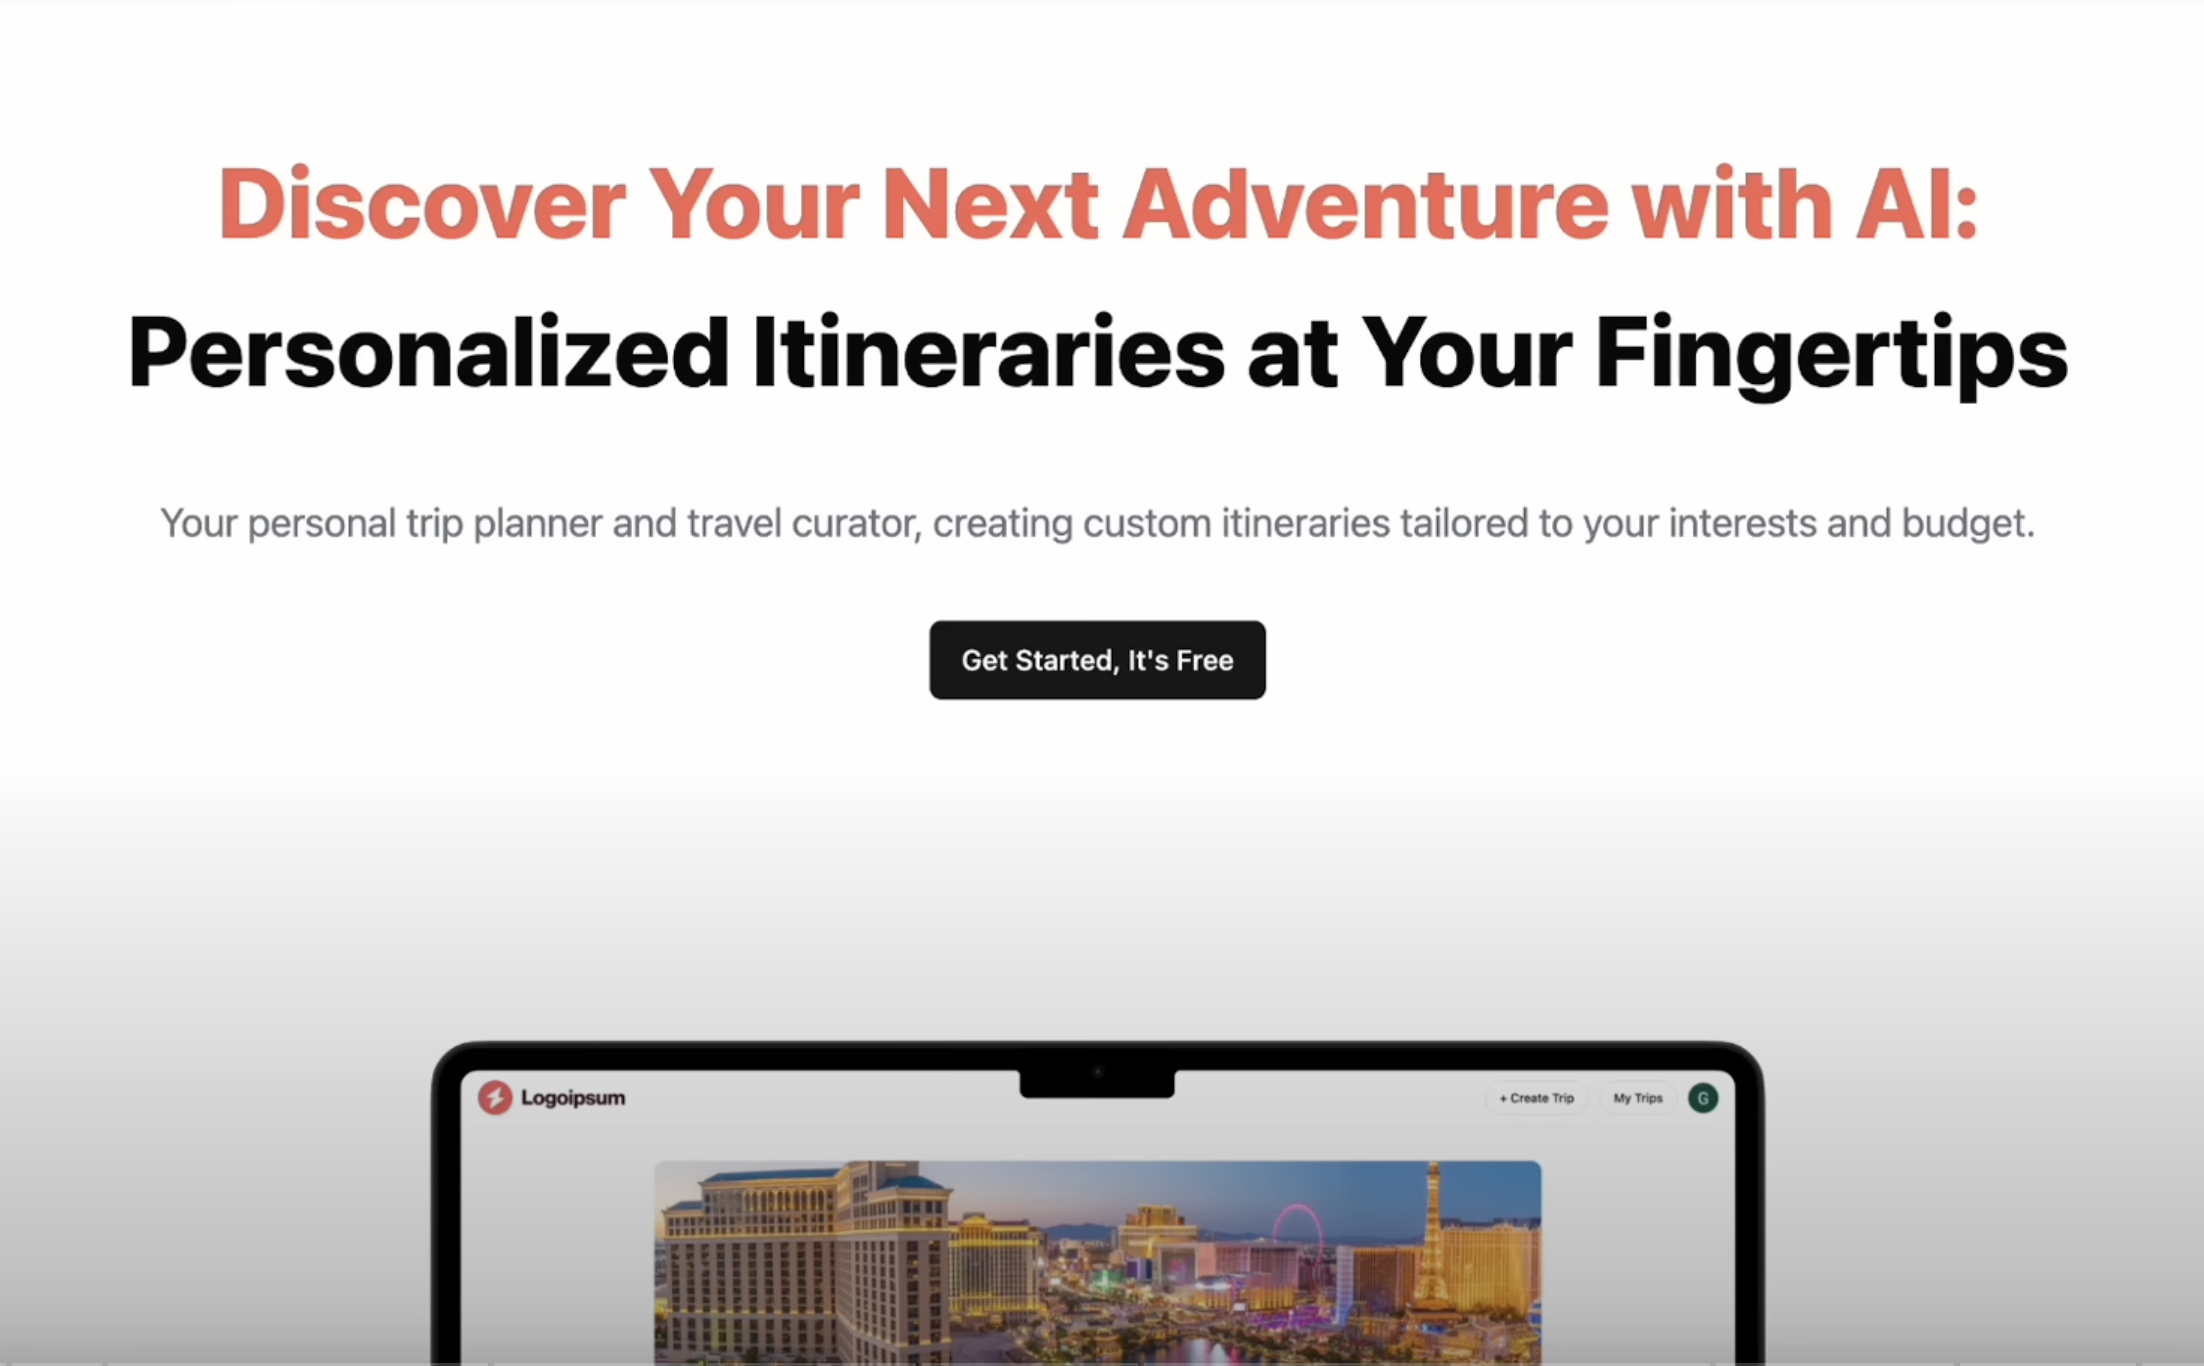 Discover Your Next Adventure with AI:
Personalized Itineraries at Your Fingertips
Your personal trip planner and travel curator, creating custom itineraries tailored to your interests and budget.
Get Started, It's Free
Logoipsum
+ Create Trip
My Trips
G